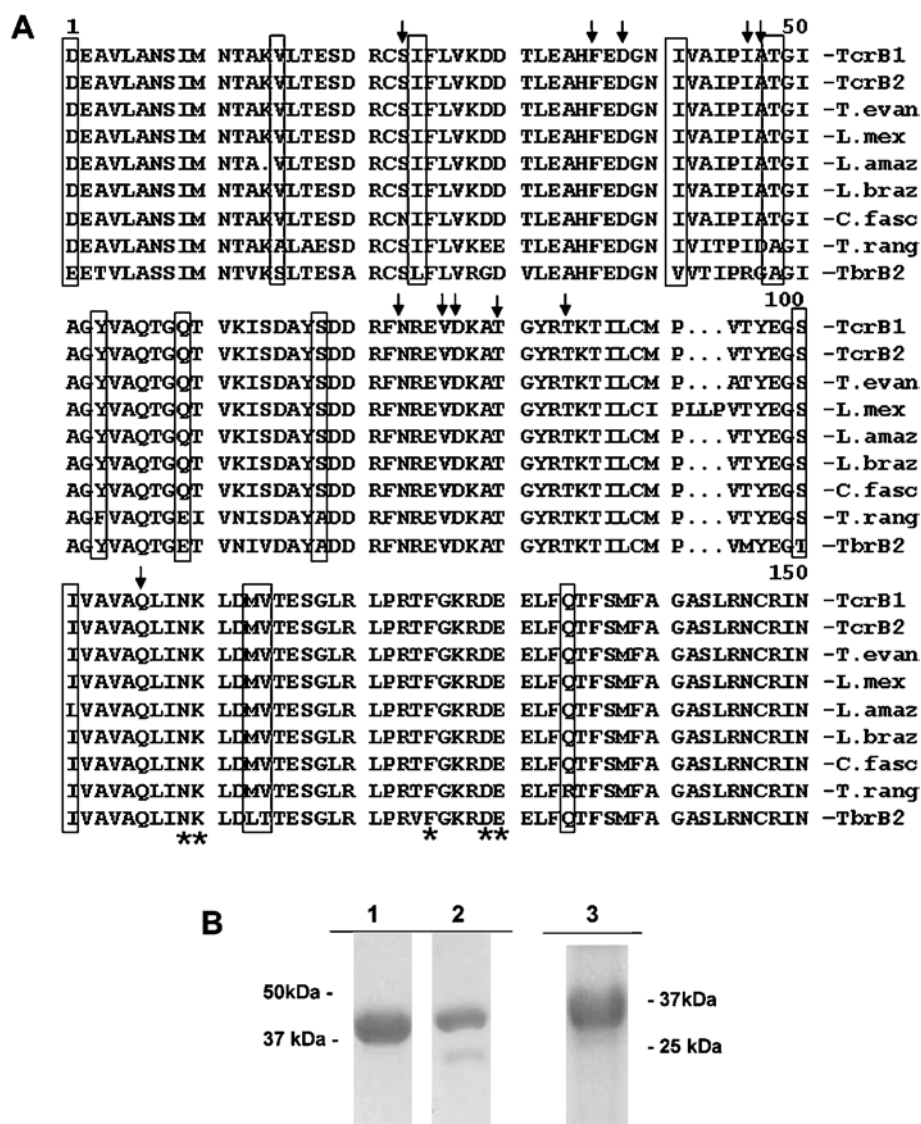 A
1 50
DEAVLANSIM NTAKVLTESD RCSIFLVKDD TLEAHFEDGN IVAIPIATGI -TcrB1
DEAVLANSIM NTAKVLTESD RCSIFLVKDD TLEAHFEDGN IVAIPIATGI -TcrB2
DEAVLANSIM NTAKVLTESD RCSIFLVKDD TLEAHFEDGN IVAIPIATGI -T.evan
DEAVLANSIM NTAKVLTESD RCSIFLVKDD TLEAHFEDGN IVAIPIATGI -L.mex
DEAVLANSIM NTA.VLTESD RCSIFLVKDD TLEAHFEDGN IVAIPIATGI -L.amaz
DEAVLANSIM NTAKVLTESD RCSIFLVKDD TLEAHFEDGN IVAIPIATGI -L.braz
DEAVLANSIM NTAKVLTESD RCNIFLVKDD TLEAHFEDGN IVAIPIATGI -C.fasc
DEAVLANSIM NTAKALAESD RCSIFLVKEE TLEAHFEDGN IVITPIDAGI -T.rang
EETVLASSIM NTVKSLTESA RCSLFLVRGD VLEAHFEDGN VVTIPRGAGI -TbrB2
100
AGYVAQTGQT VKISDAYSDD RFNREVDKAT GYRTKTILCM P...VTYEGS -TcrB1
AGYVAQTGQT VKISDAYSDD RFNREVDKAT GYRTKTILCM P...VTYEGS -TcrB2
AGYVAQTGQT VKISDAYSDD RFNREVDKAT GYRTKTILCM P...ATYEGS -T.evan
AGYVAQTGQT VKISDAYSDD RFNREVDKAT GYRTKTILCI PLLPVTYEGS -L.mex
AGYVAQTGQT VKISDAYSDD RFNREVDKAT GYRTKTILCM P...VTYEGS -L.amaz
AGYVAQTGQT VKISDAYSDD RFNREVDKAT GYRTKTILCM P...VTYEGS -L.braz
AGYVAQTGQT VKISDAYSDD RFNREVDKAT GYRTKTILCM P...VTYEGS -C.fasc
AGFVAQTGEI VNISDAYADD RFNREVDKAT GYRTKTILCM P...VTYEGS -T.rang
AGYVAQTGET VNIVDAYADD RFNREVDKAT GYRTKTILCM P...VMYEGT -TbrB2
150
IVAVAQLINK LDMVTESGLR LPRTFGKRDE ELFQTFSMFA GASLRNCRIN -TcrB1
IVAVAQLINK LDMVTESGLR LPRTFGKRDE ELFQTFSMFA GASLRNCRIN -TcrB2
IVAVAQLINK LDMVTESGLR LPRTFGKRDE ELFQTFSMFA GASLRNCRIN -T.evan
IVAVAQLINK LDMVTESGLR LPRTFGKRDE ELFQTFSMFA GASLRNCRIN -L.mex
IVAVAQLINK LDMVTESGLR LPRTFGKRDE ELFQTFSMFA GASLRNCRIN -L.amaz
IVAVAQLINK LDMVTESGLR LPRTFGKRDE ELFQTFSMFA GASLRNCRIN -L.braz
IVAVAQLINK LDMVTESGLR LPRTFGKRDE ELFQTFSMFA GASLRNCRIN -C.fasc
IVAVAQLINK LDMVTESGLR LPRTFGKRDE ELFRTFSMFA GASLRNCRIN -T.rang
IVAVAQLINK LDLTTESGLR LPRVFGKRDE ELFQTFSMFA GASLRNCRIN -TbrB2
** * **
B
1 2 3
50kDa - - 37kDa
37 kDa - - 25 kDa